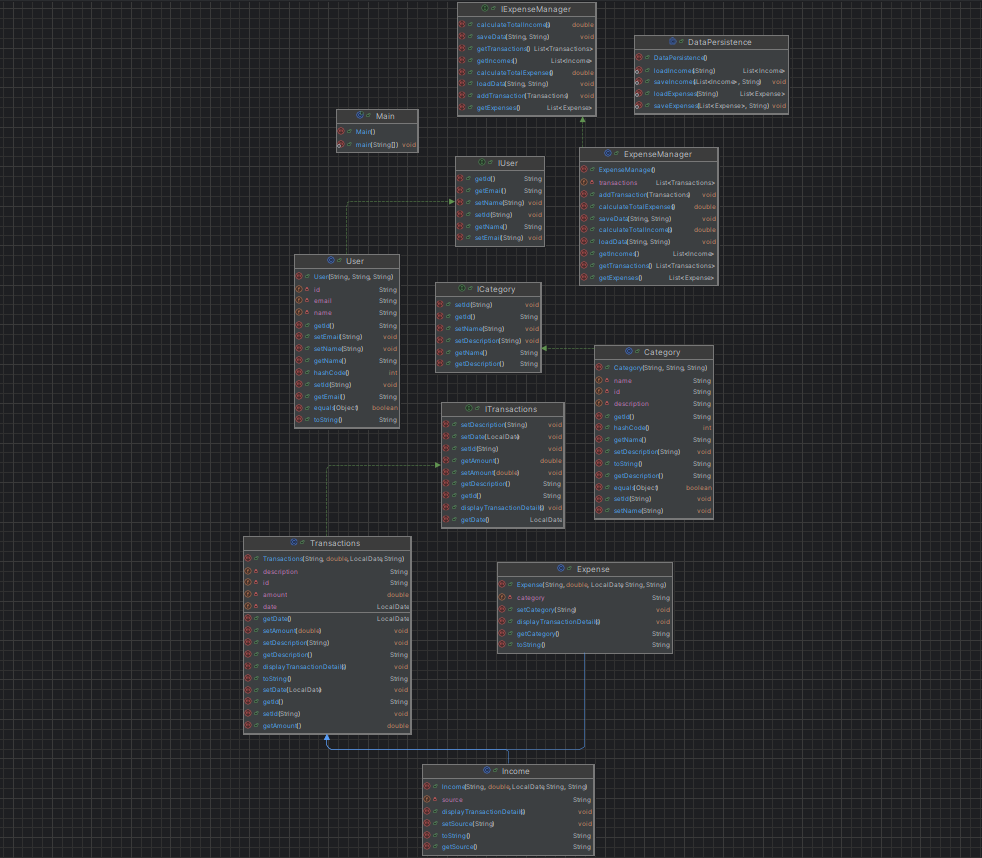 IExpenseManager
calculateTotalIncome() double
saveData(String, String) void
getTransactions() List<Transactions>
getIncomes() List<Income>
calculateTotalExpense() double
loadData(String, String) void
addTransaction(Transactions) void
getExpenses() List<Expense>
DataPersistence
DataPersistence()
loadIncomes(String) List<Income>
saveIncomes(List<Income>, String) void
loadExpenses(String) List<Expense>
saveExpenses(List<Expense>, String) void
Main
Main()
main(String[]) void
ExpenseManager
ExpenseManager()
transactions List<Transactions>
addTransaction(Transactions) void
calculateTotalExpense() double
saveData(String, String) void
calculateTotalIncome() double
loadData(String, String) void
getIncomes() List<Income>
getTransactions() List<Transactions>
getExpenses() List<Expense>
IUser
getId() String
getEmail() String
setName(String) void
setId(String) void
getName() String
setEmail(String) void
User
User(String, String, String)
id String
email String
name String
getId() String
setEmail(String) void
setName(String) void
getName() String
hashCode() int
setId(String) void
getEmail() String
equals(Object) boolean
toString() String
ICategory
setId(String) void
getId() String
setName(String) void
setDescription(String) void
getName() String
getDescription() String
Category
Category(String, String, String)
name String
id String
description String
getId() String
hashCode() int
getName() String
setDescription(String) void
toString() String
getDescription() String
equals(Object) boolean
setId(String) void
setName(String) void
ITransactions
setDescription(String) void
setDate(LocalDate) void
setId(String) void
getAmount() double
setAmount(double) void
getDescription() String
getId() String
displayTransactionDetail() void
getDate() LocalDate
Transactions
Transactions(String, double, LocalDate, String)
description String
id String
amount double
date LocalDate
getDate() LocalDate
setAmount(double) void
setDescription(String) void
getDescription() String
displayTransactionDetail() void
toString() String
setDate(LocalDate) void
getId() String
setId(String) void
getAmount() double
Expense
Expense(String, double, LocalDate, String, String)
category String
setCategory(String) void
displayTransactionDetail() void
getCategory() String
toString() String
Income
Income(String, double, LocalDate, String, String)
source String
displayTransactionDetail() void
setSource(String) void
toString() String
getSource() String